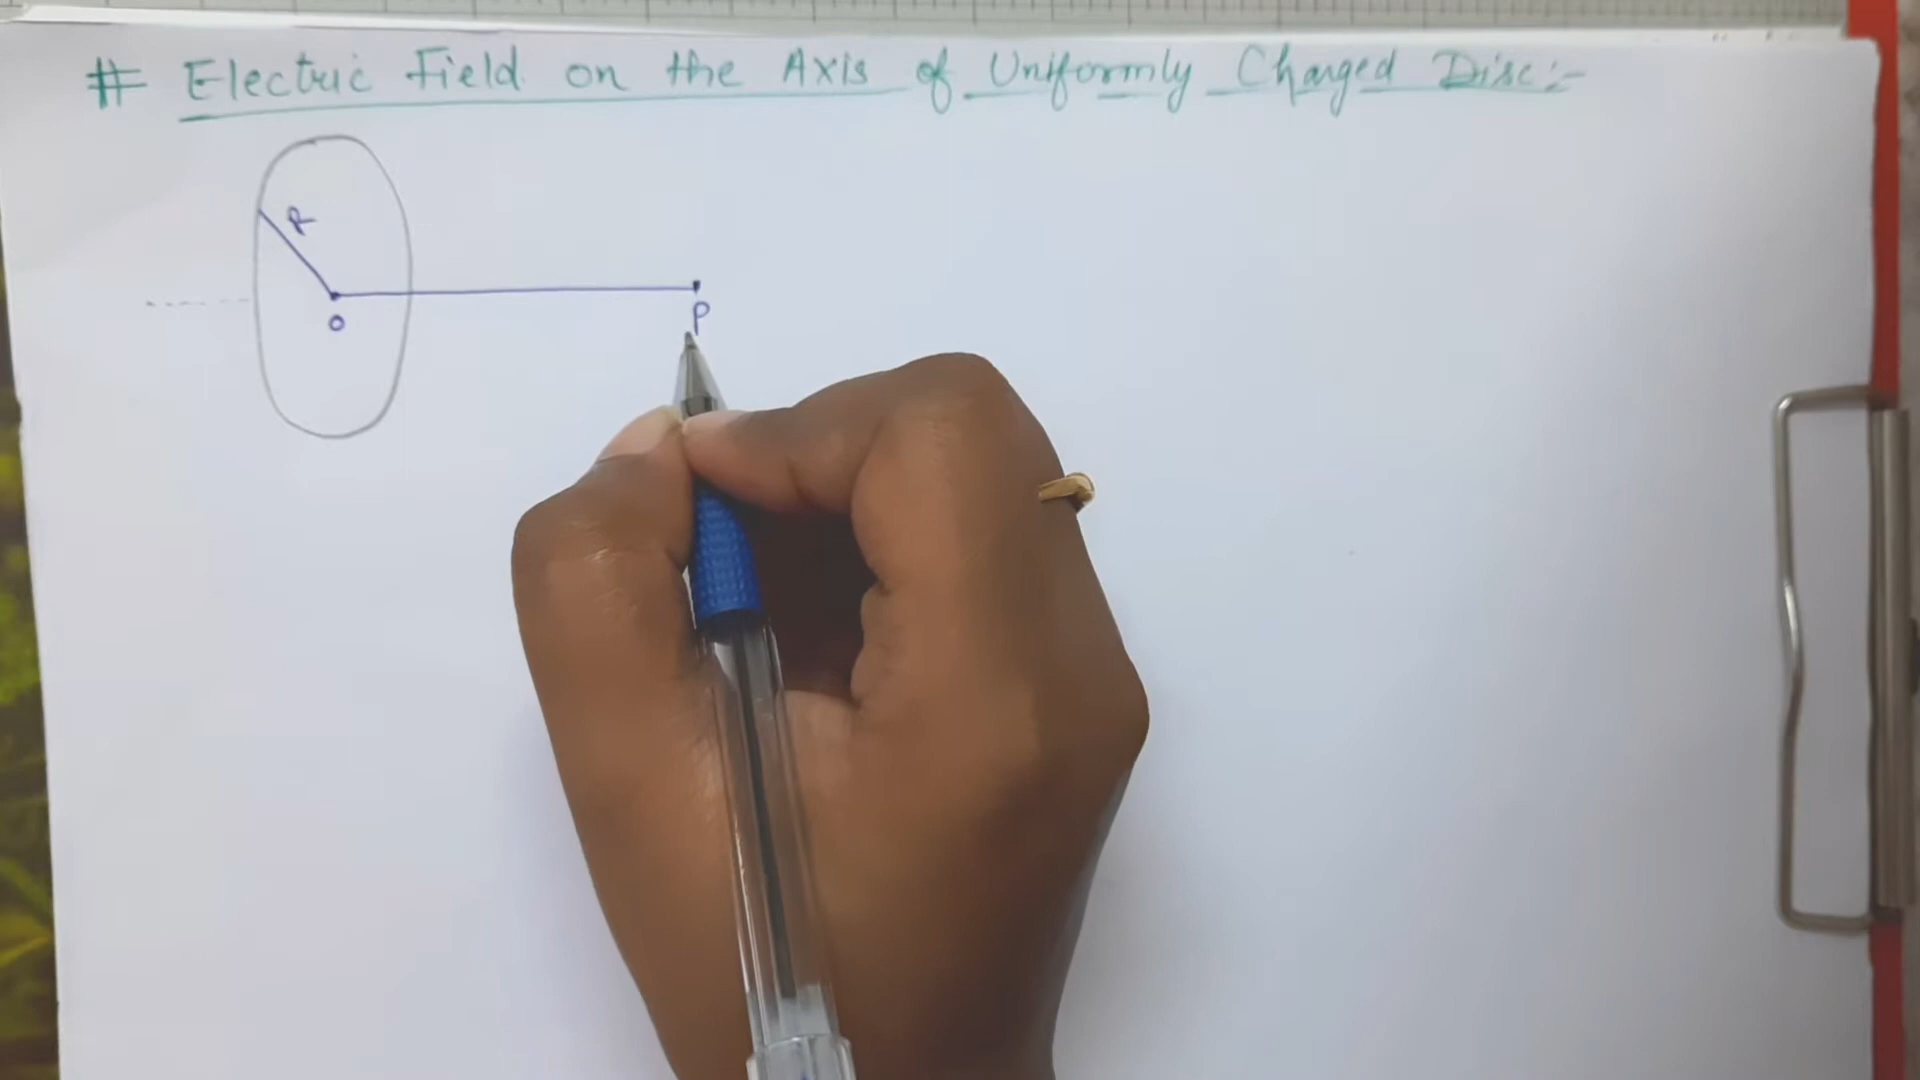 # Electric Field on the Axis of Uniformly Charged Disc :-
R
O
P